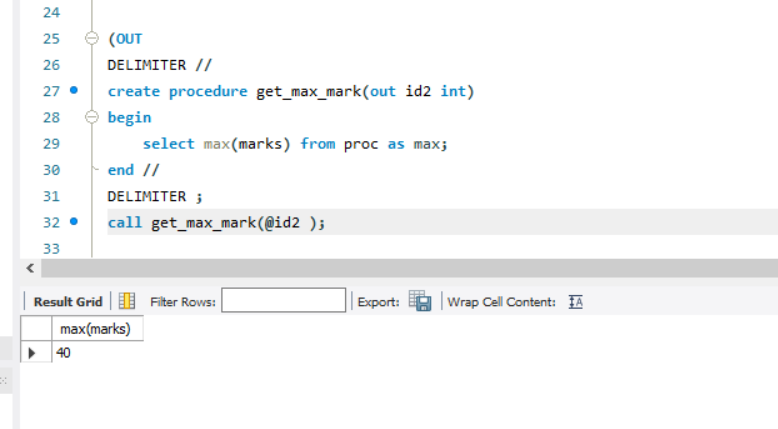 24
25 (OUT
26 DELIMITER //
27 create procedure get_max_mark(out id2 int)
28 begin
29 select max(marks) from proc as max;
30 end //
31 DELIMITER ;
32 call get_max_mark(@id2 );
33
Result Grid Filter Rows: Export: Wrap Cell Content: IA
max(marks)
40